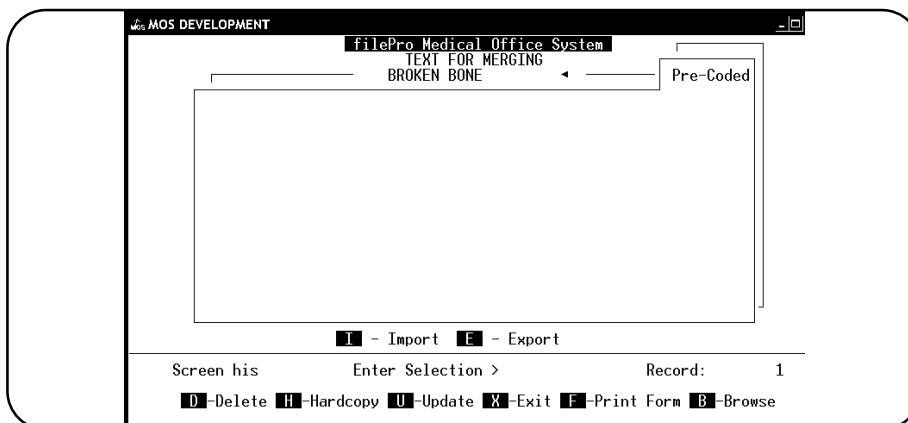 Mos MOS DEVELOPMENT
filePro Medical Office System
TEXT FOR MERGING
BROKEN BONE
Pre-Coded
I - Import E - Export
Screen his Enter Selection > Record: 1
D-Delete H-Hardcopy U-Update X-Exit F-Print Form B-Browse